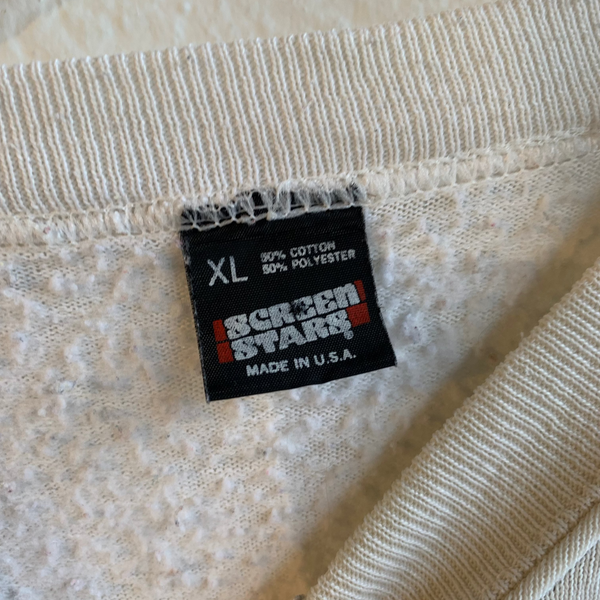 XL
50% COTTON
50% POLYESTER
SCREEN
STARS®
MADE IN U.S.A.